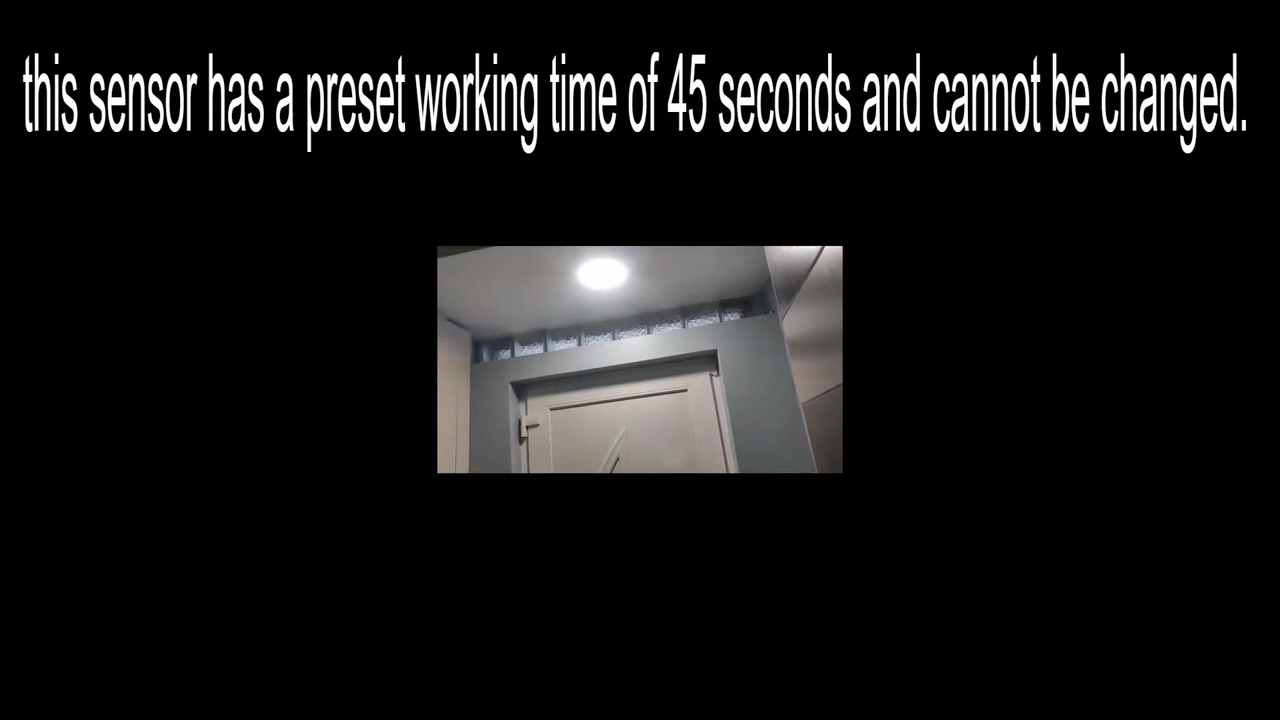 this sensor has a preset working time of 45 seconds and cannot be changed.